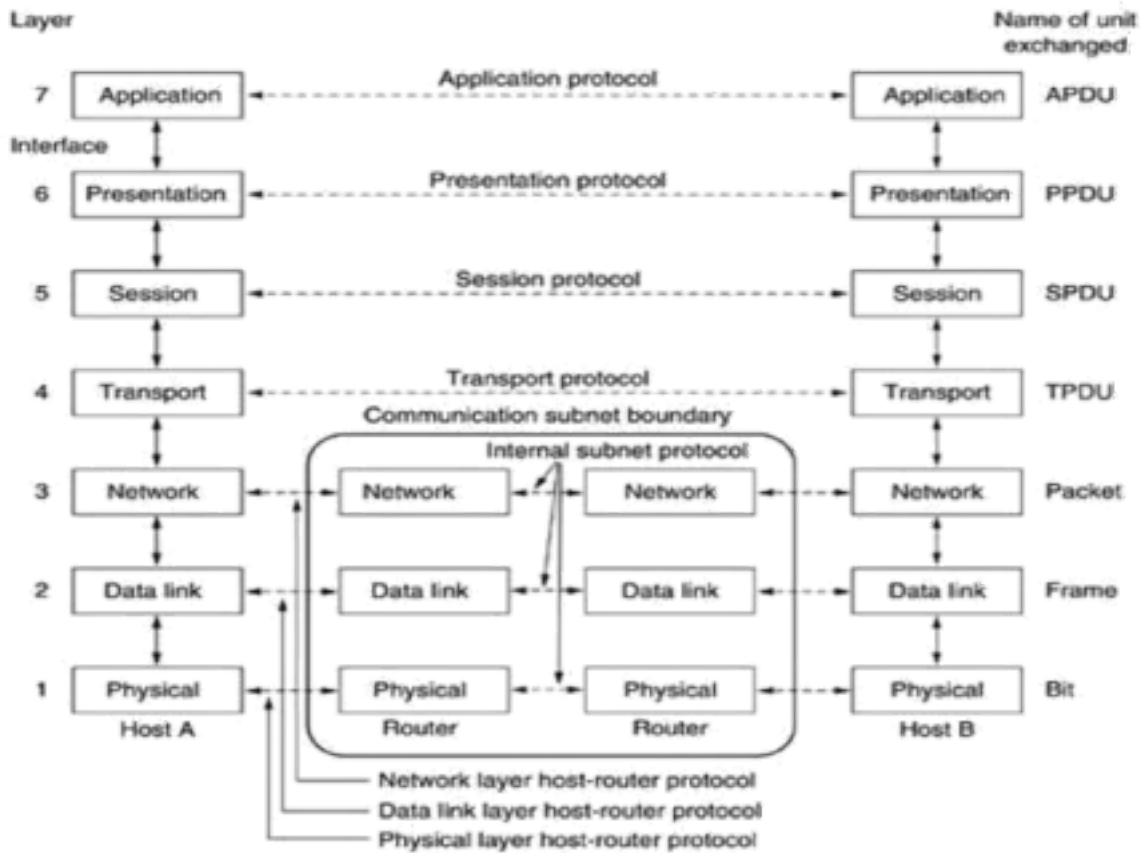 Layer
Name of unit
exchanged
Application protocol
7 Application Application APDU
Interface
Presentation protocol
6 Presentation Presentation PPDU
Session protocol
5 Session Session SPDU
Transport protocol
4 Transport Transport TPDU
Communication subnet boundary
Internal subnet protocol
3 Network Network Network Network Packet
2 Data link Data link Data link Data link Frame
1 Physical Physical Physical Physical Bit
Host A Router Router Host B
Network layer host-router protocol
Data link layer host-router protocol
Physical layer host-router protocol